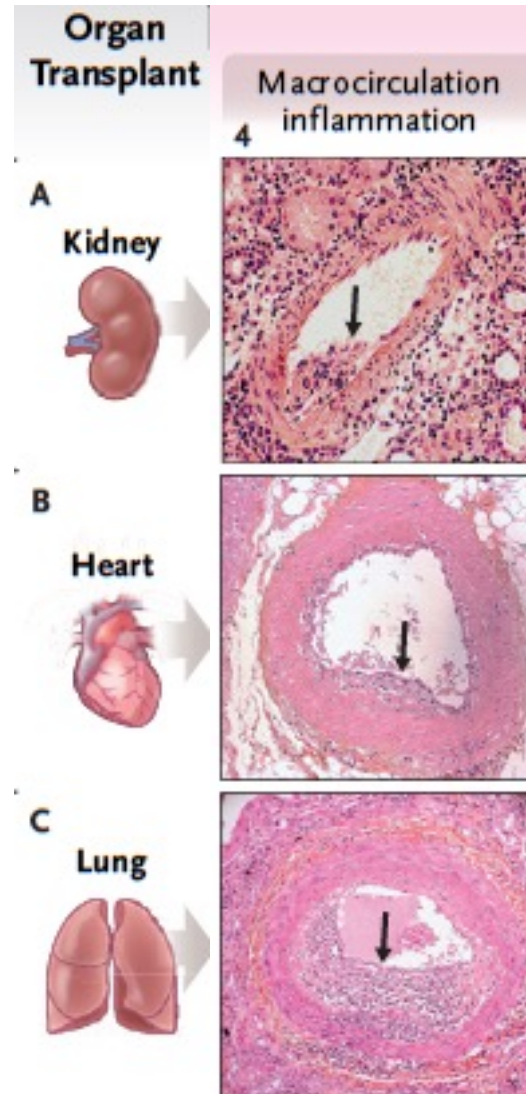 Organ
Transplant
Macrocirculation
inflammation
4
A
Kidney
B
Heart
C
Lung